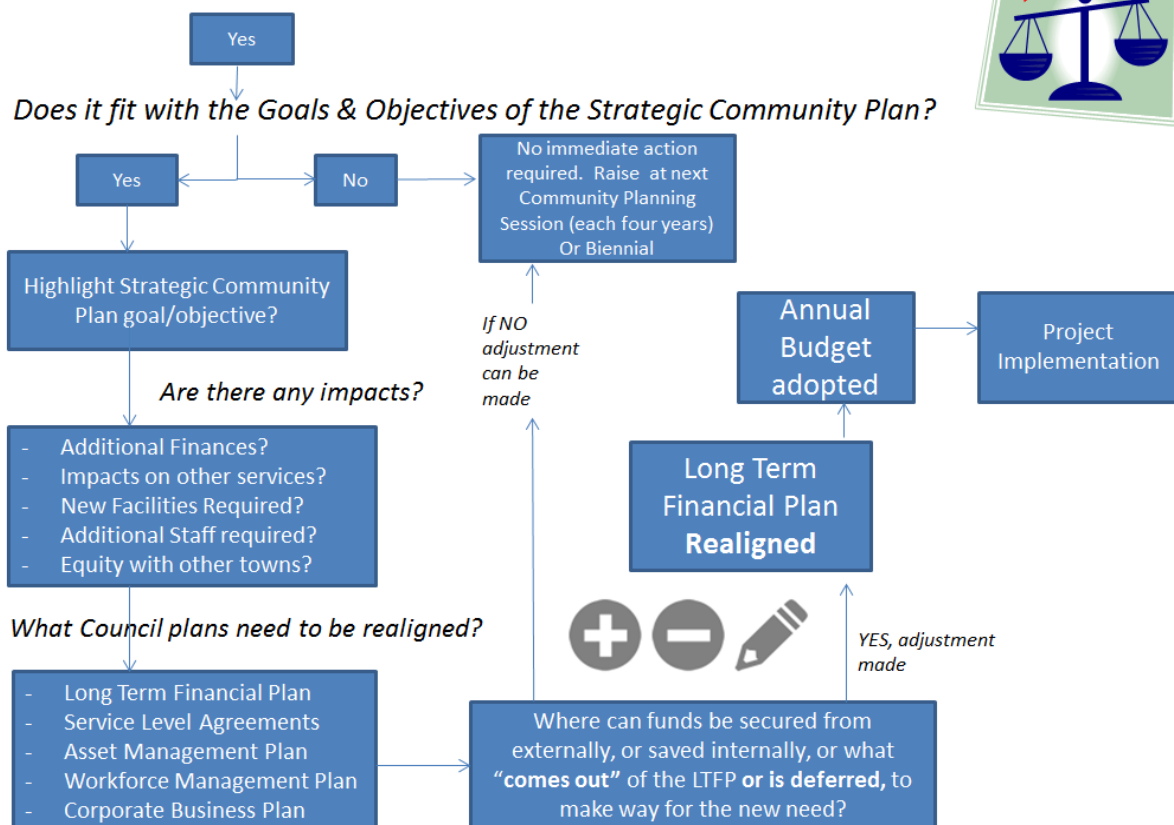 Yes
Does it fit with the Goals & Objectives of the Strategic Community Plan?
Yes
No
No immediate action
required. Raise at next
Community Planning
Session (each four years)
Or Biennial
Highlight Strategic Community
Plan goal/objective?
Are there any impacts?
- Additional Finances?
- Impacts on other services?
- New Facilities Required?
- Additional Staff required?
- Equity with other towns?
What Council plans need to be realigned?
- Long Term Financial Plan
- Service Level Agreements
- Asset Management Plan
- Workforce Management Plan
- Corporate Business Plan
Where can funds be secured from
externally, or saved internally, or what
“comes out” of the LTFP or is deferred, to
make way for the new need?
If NO
adjustment
can be
made
YES, adjustment
made
Long Term
Financial Plan
Realigned
Annual
Budget
adopted
Project
Implementation